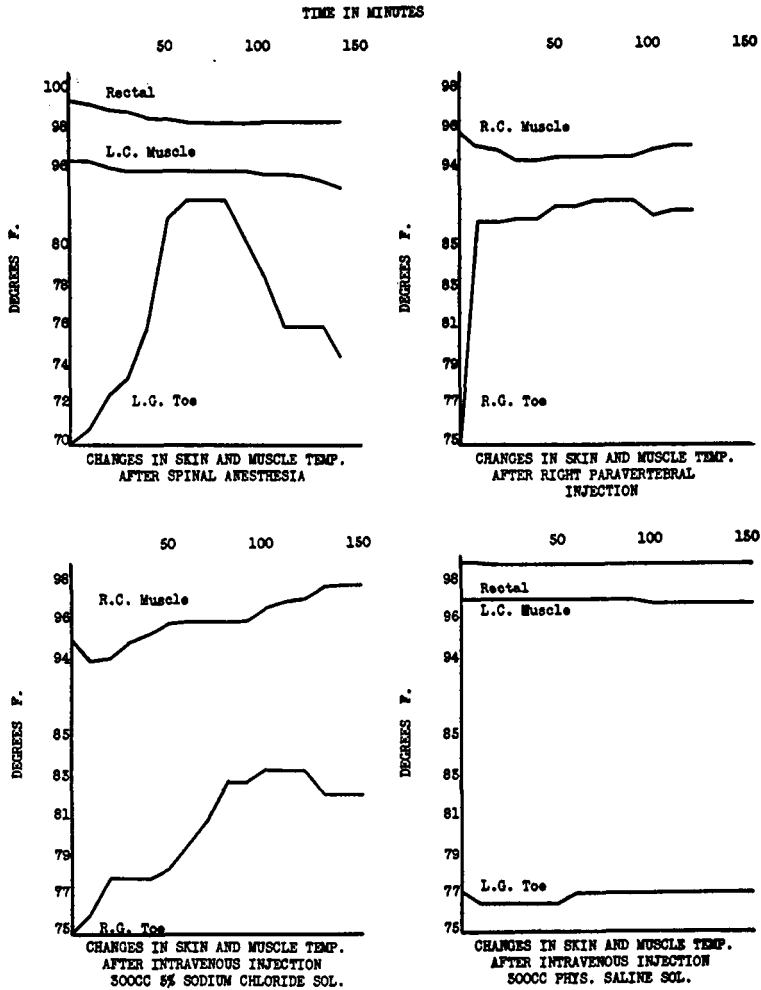 TIME IN MINUTES
50 100 150
100
98
96
80
78
76
74
72
70
DEGREES F.
Rectal
L.C. Muscle
L.G. Toe
CHANGES IN SKIN AND MUSCLE TEMP.
AFTER SPINAL ANESTHESIA
50 100 150
98
96
94
85
83
81
79
77
75
DEGREES F.
R.C. Muscle
R.G. Toe
CHANGES IN SKIN AND MUSCLE TEMP.
AFTER RIGHT PARAVERTEBRAL
INJECTION
50 100 150
98
96
94
85
83
81
79
77
75
DEGREES F.
R.C. Muscle
R.G. Toe
CHANGES IN SKIN AND MUSCLE TEMP.
AFTER INTRAVENOUS INJECTION
300CC 5% SODIUM CHLORIDE SOL.
50 100 150
98
96
94
85
83
81
79
77
75
DEGREES F.
Rectal
L.C. Muscle
L.G. Toe
CHANGES IN SKIN AND MUSCLE TEMP.
AFTER INTRAVENOUS INJECTION
500CC PHYS. SALINE SOL.